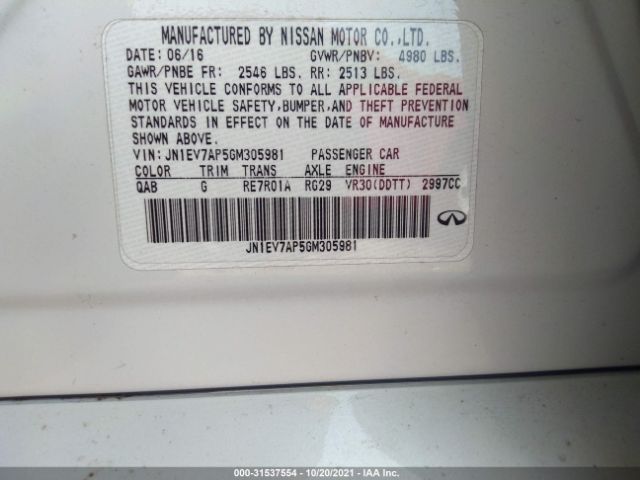 MANUFACTURED BY NISSAN MOTOR CO.,LTD.
DATE: 06/16 GVWR/PNBV: 4980 LBS.
GAWR/PNBE FR: 2546 LBS. RR: 2513 LBS.
THIS VEHICLE CONFORMS TO ALL APPLICABLE FEDERAL
MOTOR VEHICLE SAFETY,BUMPER,AND THEFT PREVENTION
STANDARDS IN EFFECT ON THE DATE OF MANUFACTURE
SHOWN ABOVE.
VIN: JN1EV7AP5GM305981 PASSENGER CAR
COLOR TRIM TRANS AXLE ENGINE
QAB G RE7R01A RG29 VR30(DDTT) 2997CC
JN1EV7AP5GM305981
000-31537554 - 10/20/2021 - IAA Inc.